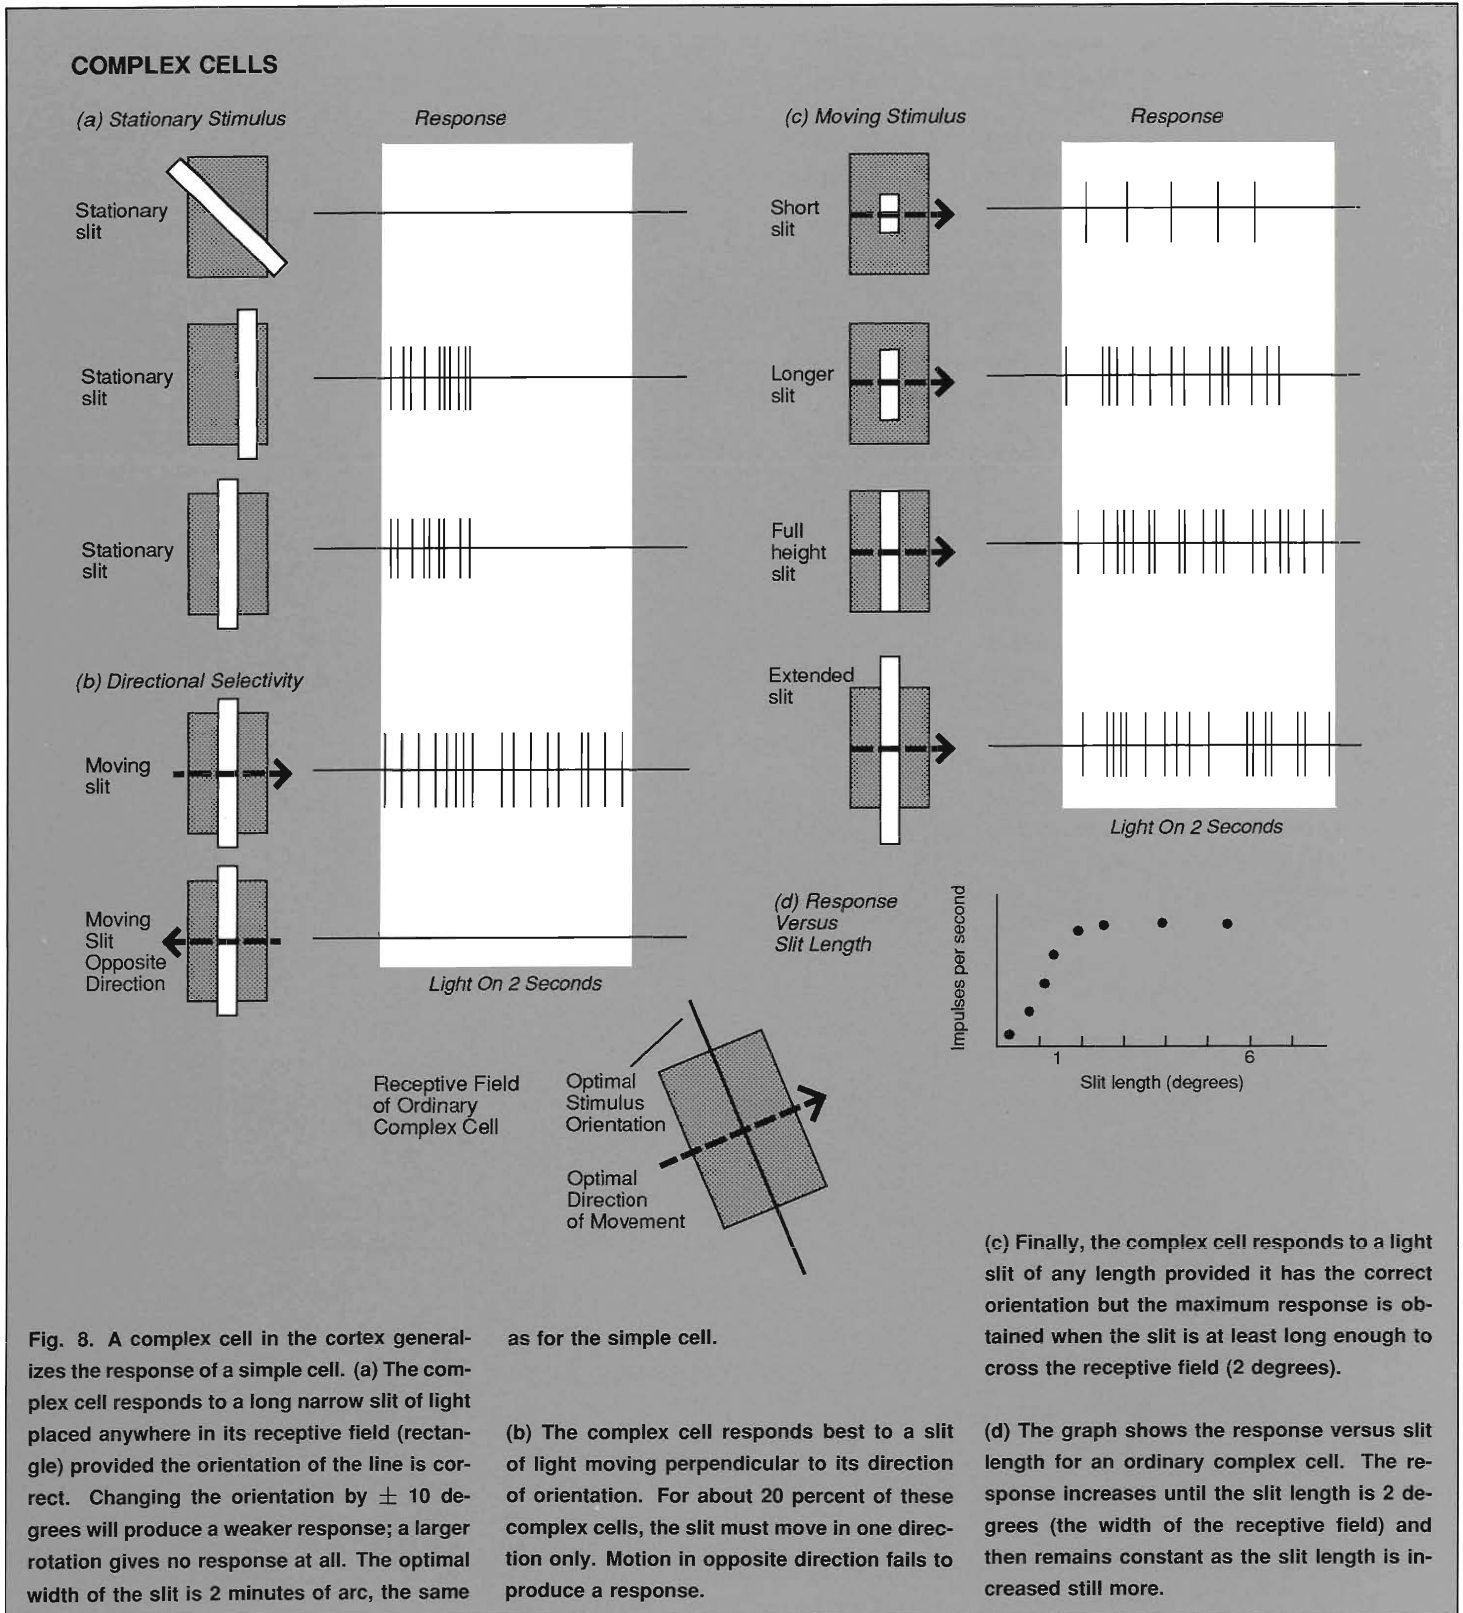 COMPLEX CELLS
(a) Stationary Stimulus
Response
Stationary
slit
Stationary
slit
Stationary
slit
(b) Directional Selectivity
Moving
slit
Moving
Slit
Opposite
Direction
Light On 2 Seconds
(c) Moving Stimulus
Response
Short
slit
Longer
slit
Full
height
slit
Extended
slit
Light On 2 Seconds
(d) Response
Versus
Slit Length
Impulses per second
1
6
Slit length (degrees)
Receptive Field
of Ordinary
Complex Cell
Optimal
Stimulus
Orientation
Optimal
Direction
of Movement
Fig. 8. A complex cell in the cortex general-
izes the response of a simple cell. (a) The com-
plex cell responds to a long narrow slit of light
placed anywhere in its receptive field (rectan-
gle) provided the orientation of the line is cor-
rect. Changing the orientation by ± 10 de-
grees will produce a weaker response; a larger
rotation gives no response at all. The optimal
width of the slit is 2 minutes of arc, the same
as for the simple cell.
(b) The complex cell responds best to a slit
of light moving perpendicular to its direction
of orientation. For about 20 percent of these
complex cells, the slit must move in one direc-
tion only. Motion in opposite direction fails to
produce a response.
(c) Finally, the complex cell responds to a light
slit of any length provided it has the correct
orientation but the maximum response is ob-
tained when the slit is at least long enough to
cross the receptive field (2 degrees).
(d) The graph shows the response versus slit
length for an ordinary complex cell. The re-
sponse increases until the slit length is 2 de-
grees (the width of the receptive field) and
then remains constant as the slit length is in-
creased still more.